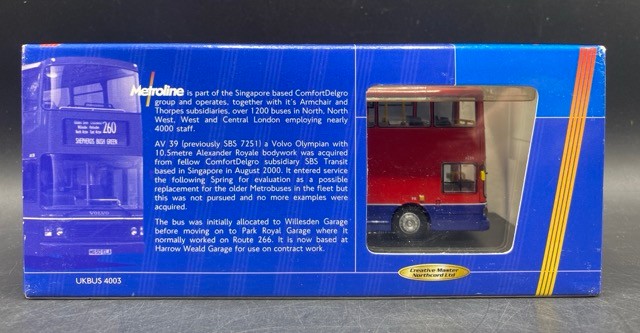 Metroline is part of the Singapore based ComfortDelgro
group and operates, together with it's Armchair and
Thorpes subsidiaries, over 1200 buses in North, North
West, West and Central London employing nearly
4000 staff.
AV 39 (previously SBS 7251) a Volvo Olympian with
10.5metre Alexander Royale bodywork was acquired
from fellow ComfortDelgro subsidiary SBS Transit
based in Singapore in August 2000. It entered service
the following Spring for evaluation as a possible
replacement for the older Metrobuses in the fleet but
this was not pursued and no more examples were
acquired.
The bus was initially allocated to Willesden Garage
before moving on to Park Royal Garage where it
normally worked on Route 266. It is now based at
Harrow Weald Garage for use on contract work.
260
SHEPHERDS BUSH GREEN
UKBUS 4003
Creative Master
Northcord Ltd